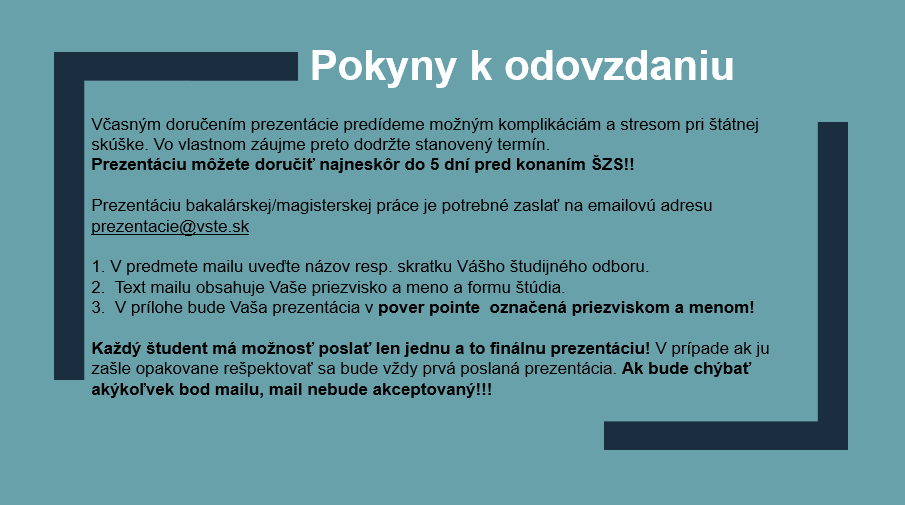 Pokyny k odovzdaniu
Včasným doručením prezentácie predídeme možným komplikáciám a stresom pri štátnej
skúške. Vo vlastnom záujme preto dodržte stanovený termín.
Prezentáciu môžete doručiť najneskôr do 5 dní pred konaním ŠZS!!
Prezentáciu bakalárskej/magisterskej práce je potrebné zaslať na emailovú adresu
prezentacie@vste.sk
1. V predmete mailu uveďte názov resp. skratku Vášho študijného odboru.
2. Text mailu obsahuje Vaše priezvisko a meno a formu štúdia.
3. V prílohe bude Vaša prezentácia v pover pointe označená priezviskom a menom!
Každý študent má možnosť poslať len jednu a to finálnu prezentáciu! V prípade ak ju
zašle opakovane rešpektovať sa bude vždy prvá poslaná prezentácia. Ak bude chýbať
akýkoľvek bod mailu, mail nebude akceptovaný!!!